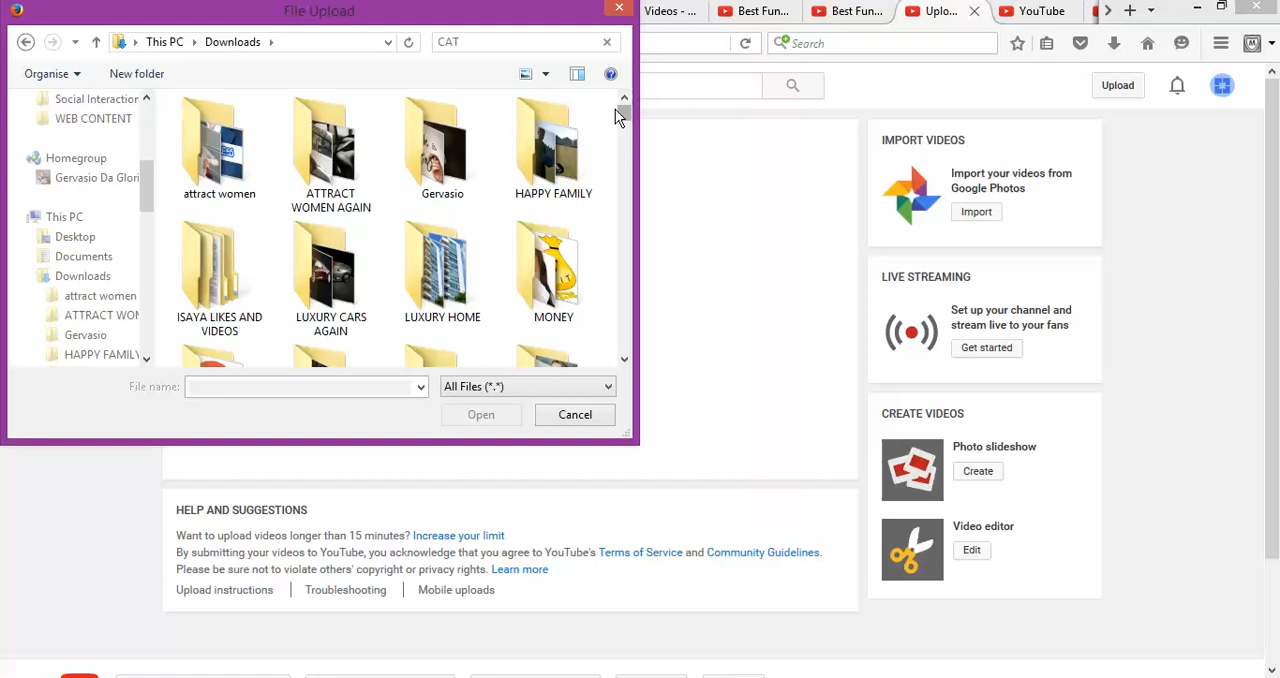 File Upload
Videos - ...
Best Fun...
Best Fun...
Uplo...
YouTube
This PC
Downloads
CAT
Search
Organise
New folder
Upload
Social Interaction
WEB CONTENT
Homegroup
Gervasio Da Glori
This PC
Desktop
Documents
Downloads
attract women
ATTRACT WOM
Gervasio
HAPPY FAMILY
attract women
ATTRACT
WOMEN AGAIN
Gervasio
HAPPY FAMILY
ISAYA LIKES AND
VIDEOS
LUXURY CARS
AGAIN
LUXURY HOME
MONEY
File name:
All Files (*.*)
Open
Cancel
IMPORT VIDEOS
Import your videos from
Google Photos
Import
LIVE STREAMING
Set up your channel and
stream live to your fans
Get started
CREATE VIDEOS
Photo slideshow
Create
Video editor
Edit
HELP AND SUGGESTIONS
Want to upload videos longer than 15 minutes? Increase your limit
By submitting your videos to YouTube, you acknowledge that you agree to YouTube's Terms of Service and Community Guidelines.
Please be sure not to violate others' copyright or privacy rights. Learn more
Upload instructions
Troubleshooting
Mobile uploads